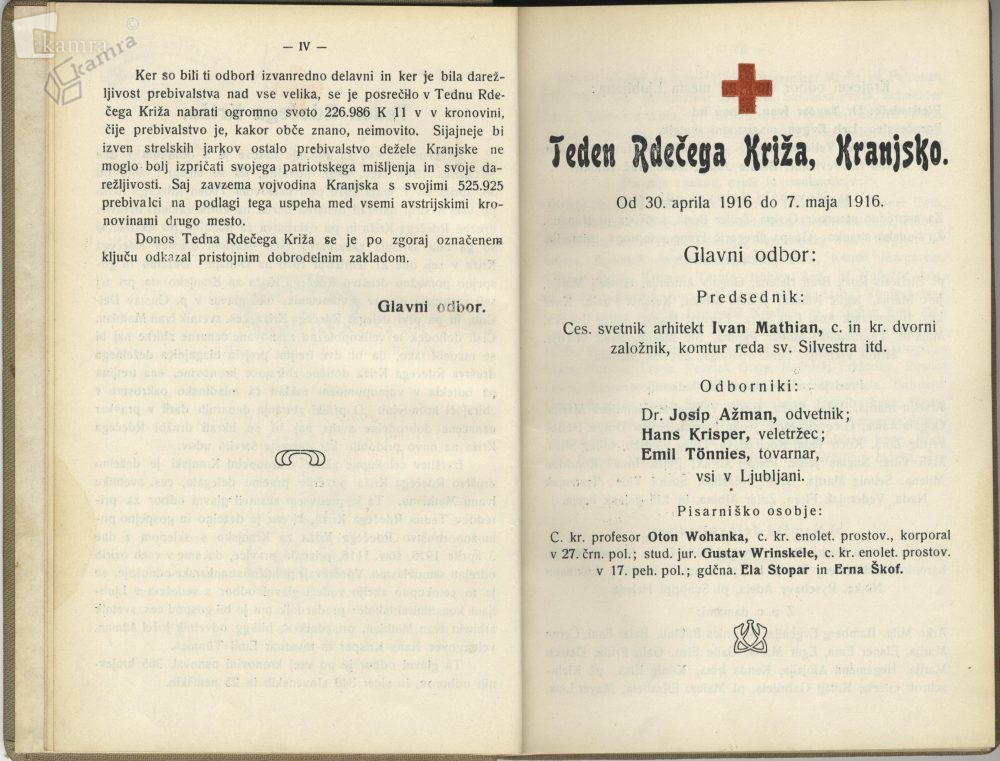 kamra
kamra
— IV —
Ker so bili ti odbori izvanredno delavni in ker je bila darež-
ljivost prebivalstva nad vse velika, se je posrečilo v Tednu Rde-
čega Križa nabrati ogromno svoto 226.986 K 11 v v kronovini,
čije prebivalstvo je, kakor obče znano, neimovito. Sijajneje bi
izven strelskih jarkov ostalo prebivalstvo dežele Kranjske ne
moglo bolj izpričati svojega patriotskega mišljenja in svoje da-
režljivosti. Saj zavzema vojvodina Kranjska s svojimi 525.925
prebivalci na podlagi tega uspeha med vsemi avstrijskimi kro-
novinami drugo mesto.
Donos Tedna Rdečega Križa se je po zgoraj označenem
ključu odkazal pristojnim dobrodelnim zakladom.
Glavni odbor.
Teden Rdečega Križa, Kranjsko.
Od 30. aprila 1916 do 7. maja 1916.
Glavni odbor:
Predsednik:
Ces. svetnik arhitekt Ivan Mathian, c. in kr. dvorni
založnik, komtur reda sv. Silvestra itd.
Odborniki:
Dr. Josip Ažman, odvetnik;
Hans Krisper, veletržec;
Emil Tönnies, tovarnar,
vsi v Ljubljani.
Pisarniško osobje:
C. kr. profesor Oton Wohanka, c. kr. enolet. prostov., korporal
v 27. črn. pol.; stud. jur. Gustav Wrinskele, c. kr. enolet. prostov.
v 17. peh. pol.; gdčna. Ela Stopar in Erna Škof.